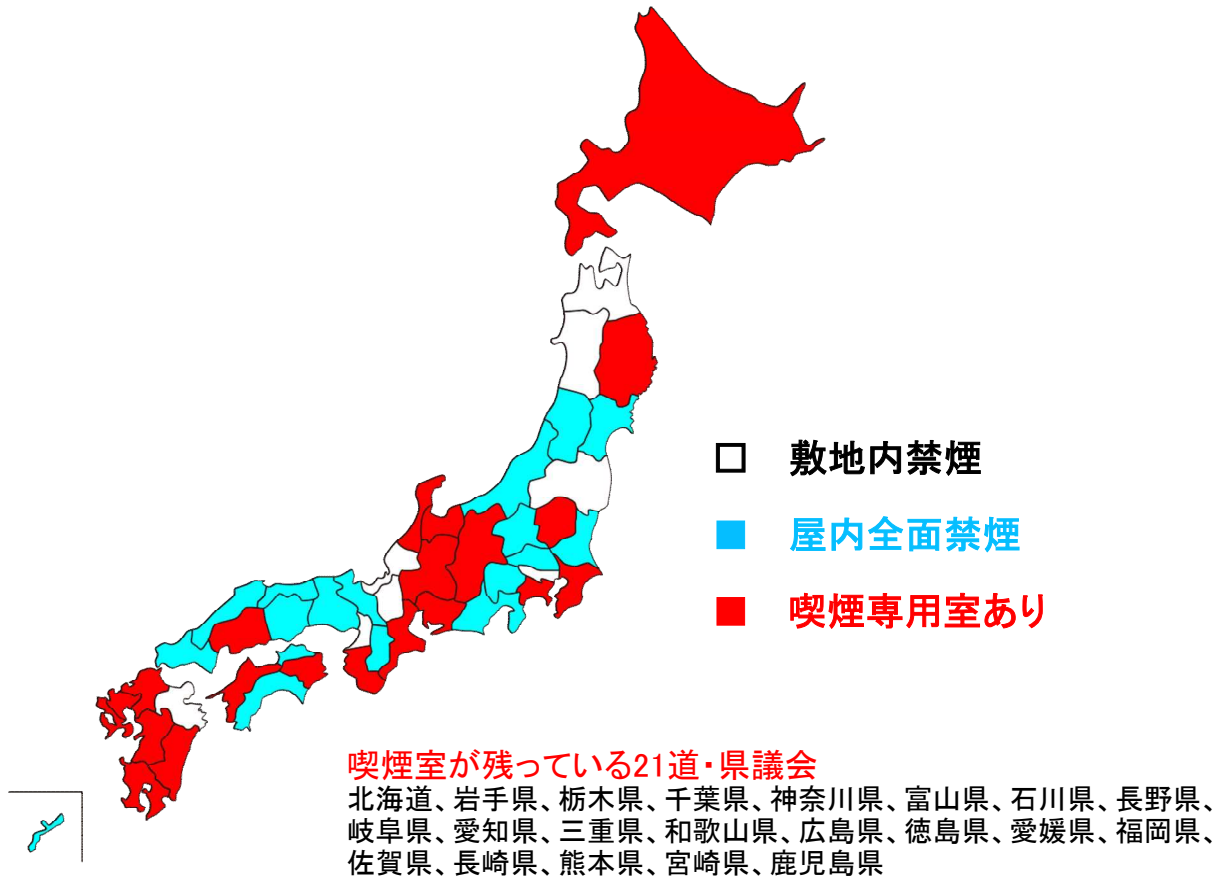 敷地内禁煙
屋内全面禁煙
喫煙専用室あり
喫煙室が残っている21道・県議会
北海道、岩手県、栃木県、千葉県、神奈川県、富山県、石川県、長野県、
岐阜県、愛知県、三重県、和歌山県、広島県、徳島県、愛媛県、福岡県、
佐賀県、長崎県、熊本県、宮崎県、鹿児島県